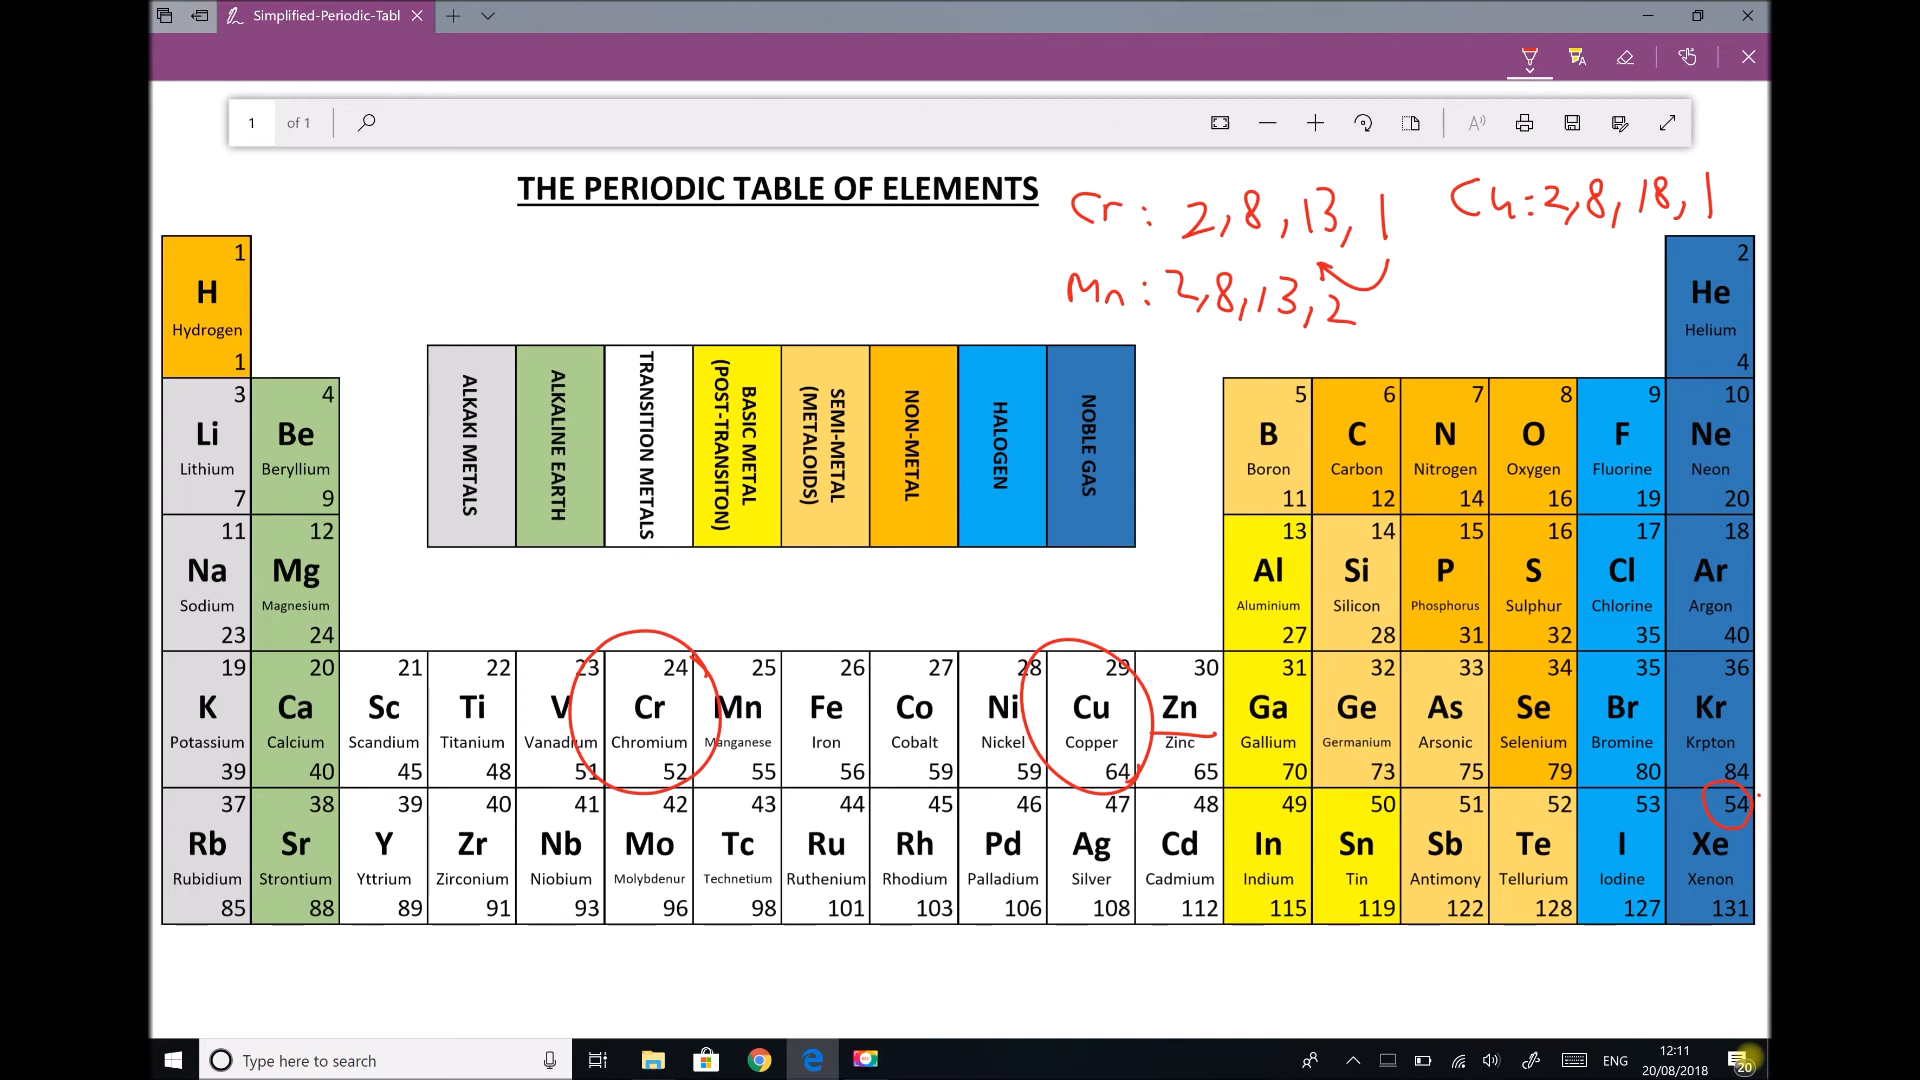 Simplified-Periodic-Tabl
1 of 1
THE PERIODIC TABLE OF ELEMENTS
Cr: 2,8,13,1
Cu:2,8,18,1
Mn:2,8,13,2
1 2
H He
Hydrogen Helium
1 4
ALKAKI METALS
ALKALINE EARTH
TRANSITION METALS
BASIC METAL
(POST-TRANSITON)
SEMI-METAL
(METALOIDS)
NON-METAL
HALOGEN
NOBLE GAS
3 4 5 6 7 8 9 10
Li Be B C N O F Ne
Lithium Beryllium Boron Carbon Nitrogen Oxygen Fluorine Neon
7 9 11 12 14 16 19 20
11 12 13 14 15 16 17 18
Na Mg Al Si P S Cl Ar
Sodium Magnesium Aluminium Silicon Phosphorus Sulphur Chlorine Argon
23 24 27 28 31 32 35 40
19 20 21 22 23 24 25 26 27 28 29 30 31 32 33 34 35 36
K Ca Sc Ti V Cr Mn Fe Co Ni Cu Zn Ga Ge As Se Br Kr
Potassium Calcium Scandium Titanium Vanadium Chromium Manganese Iron Cobalt Nickel Copper Zinc Gallium Germanium Arsonic Selenium Bromine Krpton
39 40 45 48 51 52 55 56 59 59 64 65 70 73 75 79 80 84
37 38 39 40 41 42 43 44 45 46 47 48 49 50 51 52 53 54
Rb Sr Y Zr Nb Mo Tc Ru Rh Pd Ag Cd In Sn Sb Te I Xe
Rubidium Strontium Yttrium Zirconium Niobium Molybdenur Technetium Ruthenium Rhodium Palladium Silver Cadmium Indium Tin Antimony Tellurium Iodine Xenon
85 88 89 91 93 96 98 101 103 106 108 112 115 119 122 128 127 131
Type here to search
ENG
12:11
20/08/2018
20